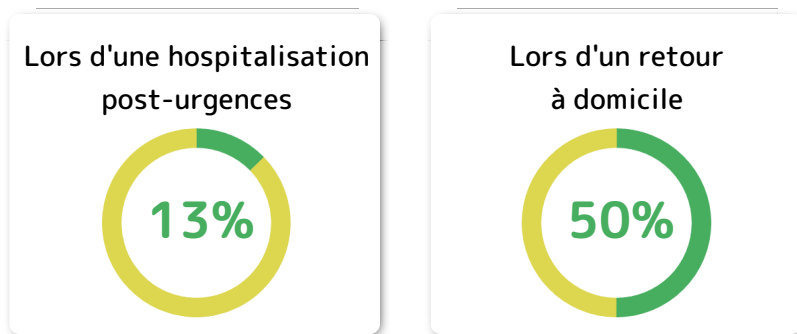 Lors d'une hospitalisation
post-urgences
13%
Lors d'un retour
à domicile
50%